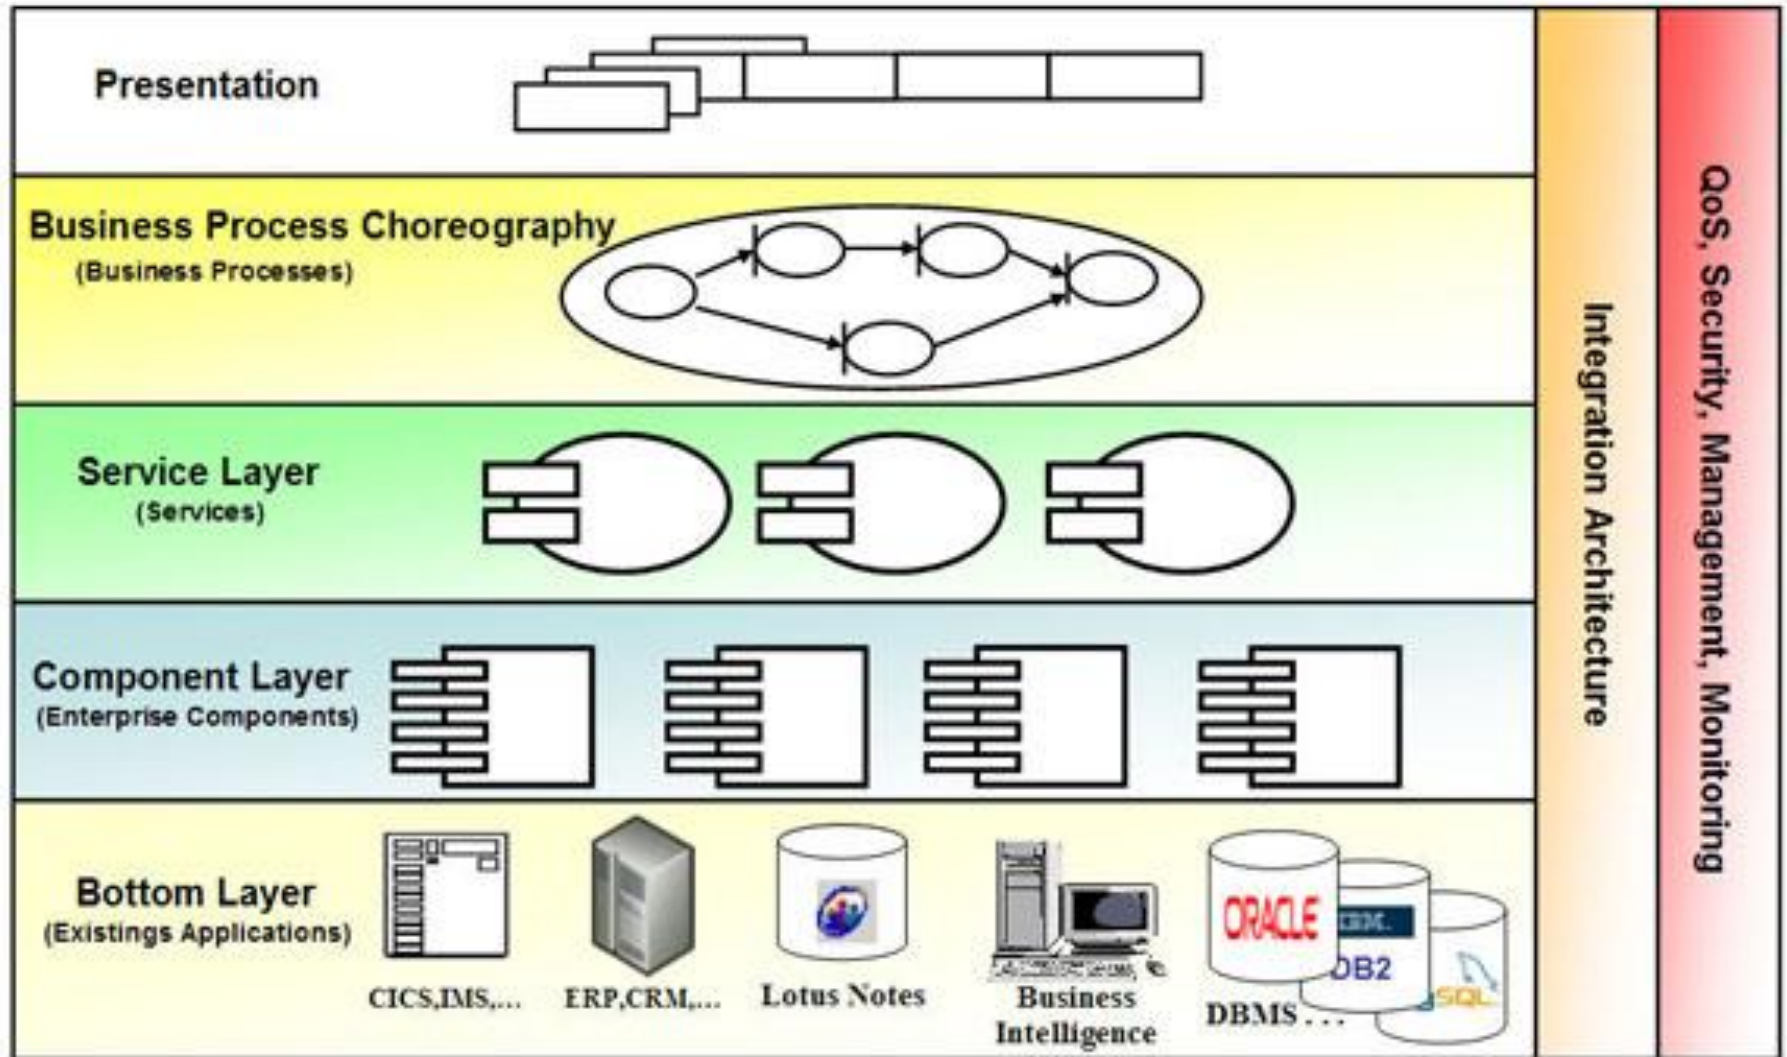 Presentation
Business Process Choreography
(Business Processes)
Service Layer
(Services)
Component Layer
(Enterprise Components)
Bottom Layer
(Existings Applications)
CICS,IMS,...
ERP,CRM,...
Lotus Notes
Business
Intelligence
ORACLE
IBM.
DB2
SQL
DBMS . . .
Integration Architecture
QoS, Security, Management, Monitoring